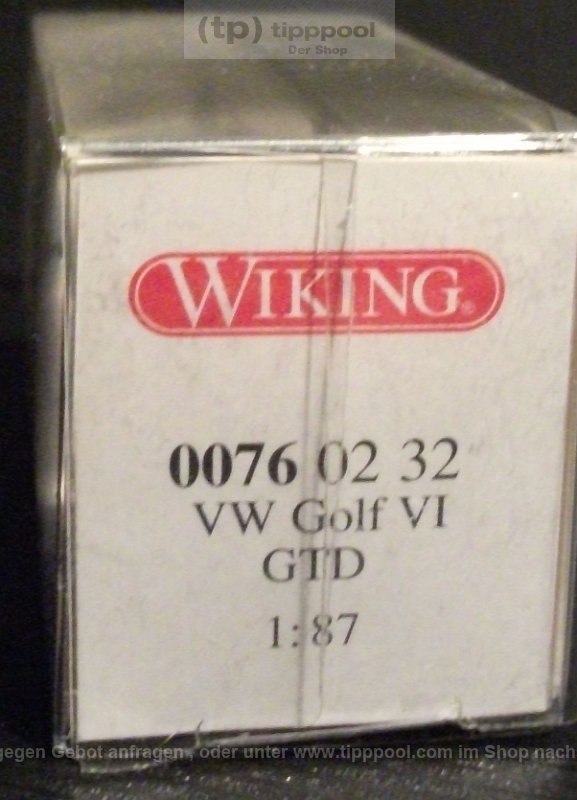 (tp) tipppool
Der Shop
WIKING®
0076 02 32
VW Golf VI
GTD
1:87
gegen Gebot anfragen , oder unter www.tipppool.com im Shop nach